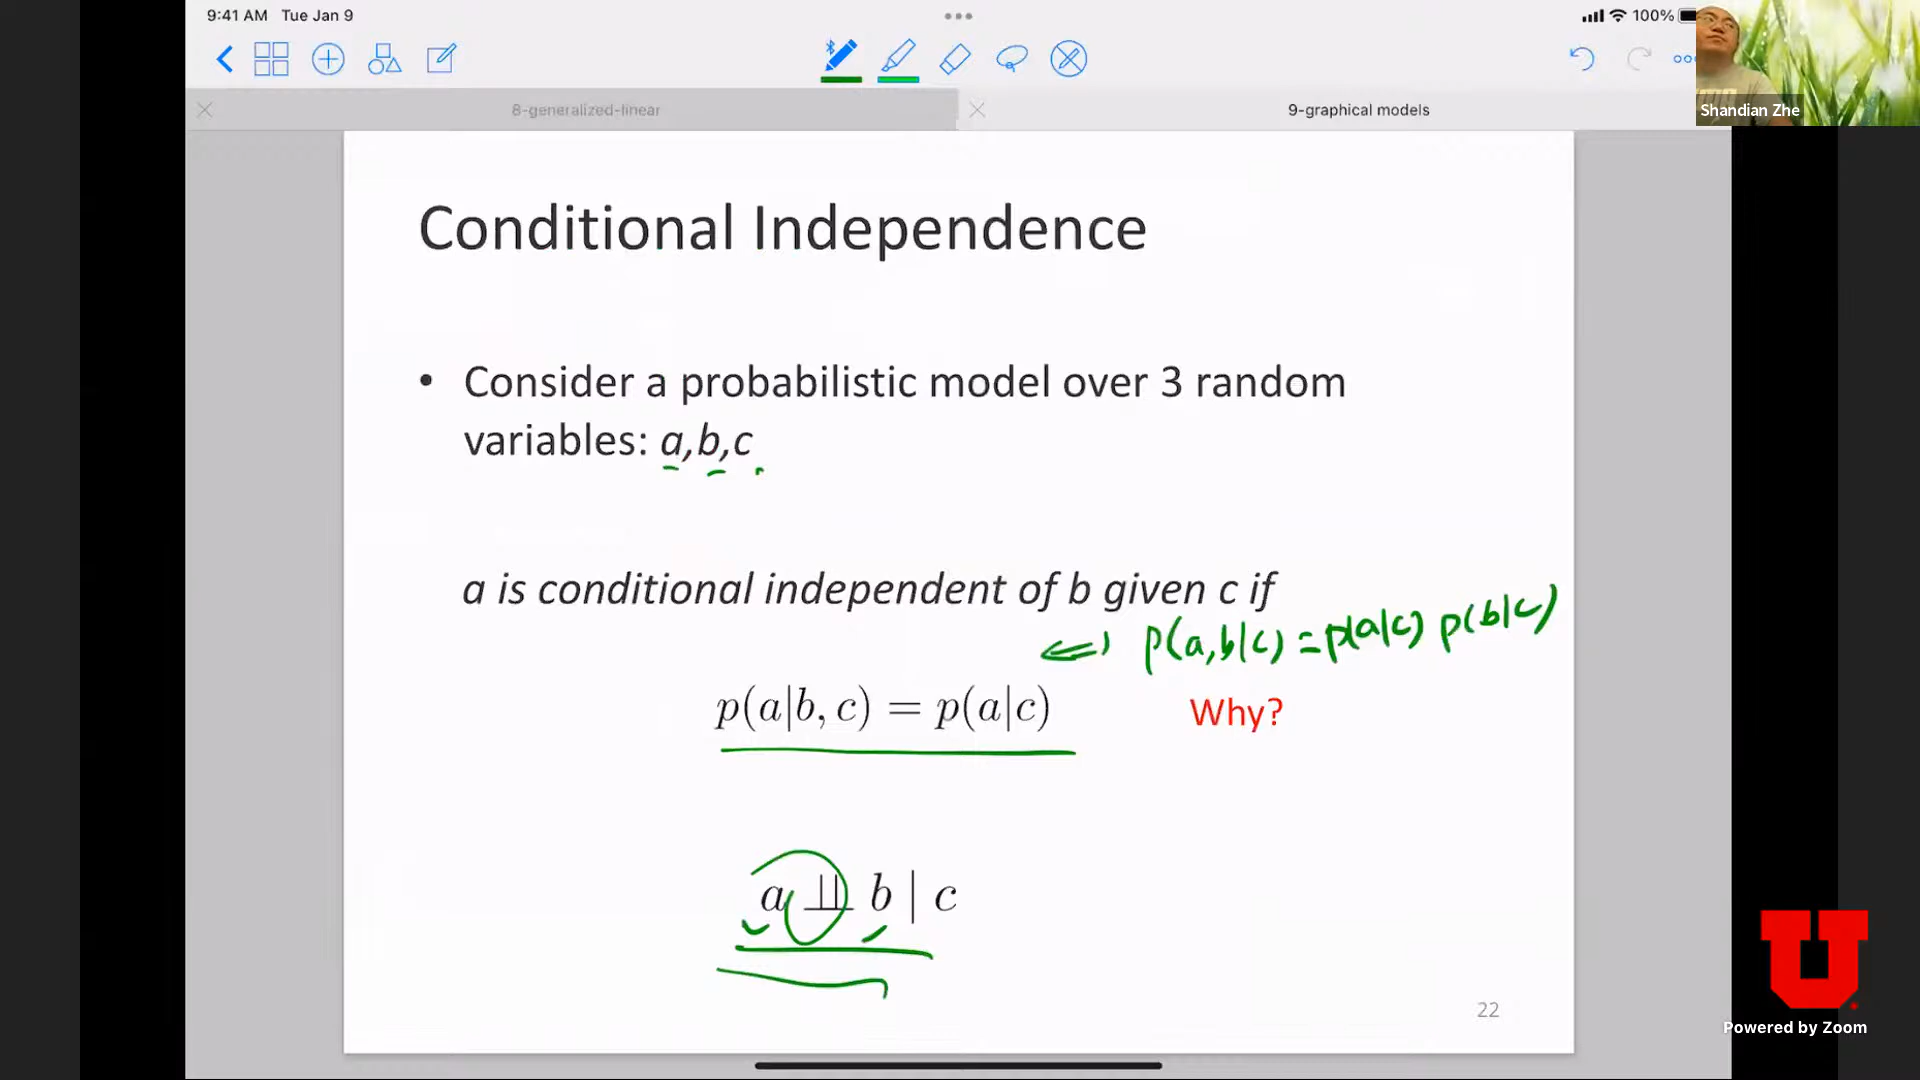 9:41 AM Tue Jan 9
100%
8-generalized-linear
9-graphical models
Shandian Zhe
Conditional Independence
• Consider a probabilistic model over 3 random
variables: a,b,c
a is conditional independent of b given c if
⟺ p(a,b|c) = p(a|c) p(b|c)
p(a|b, c) = p(a|c)
Why?
a ⫫ b | c
22
U
Powered by Zoom